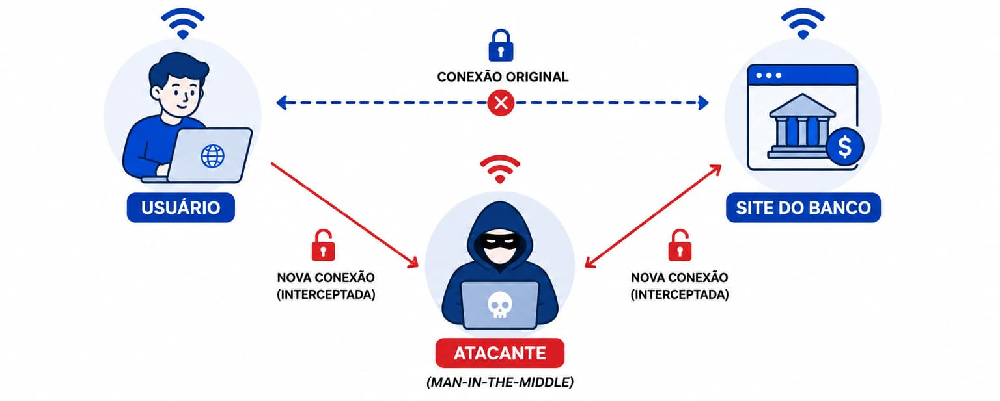 CONEXÃO ORIGINAL
$
USUÁRIO
SITE DO BANCO
NOVA CONEXÃO
(INTERCEPTADA)
NOVA CONEXÃO
(INTERCEPTADA)
ATACANTE
(MAN-IN-THE-MIDDLE)